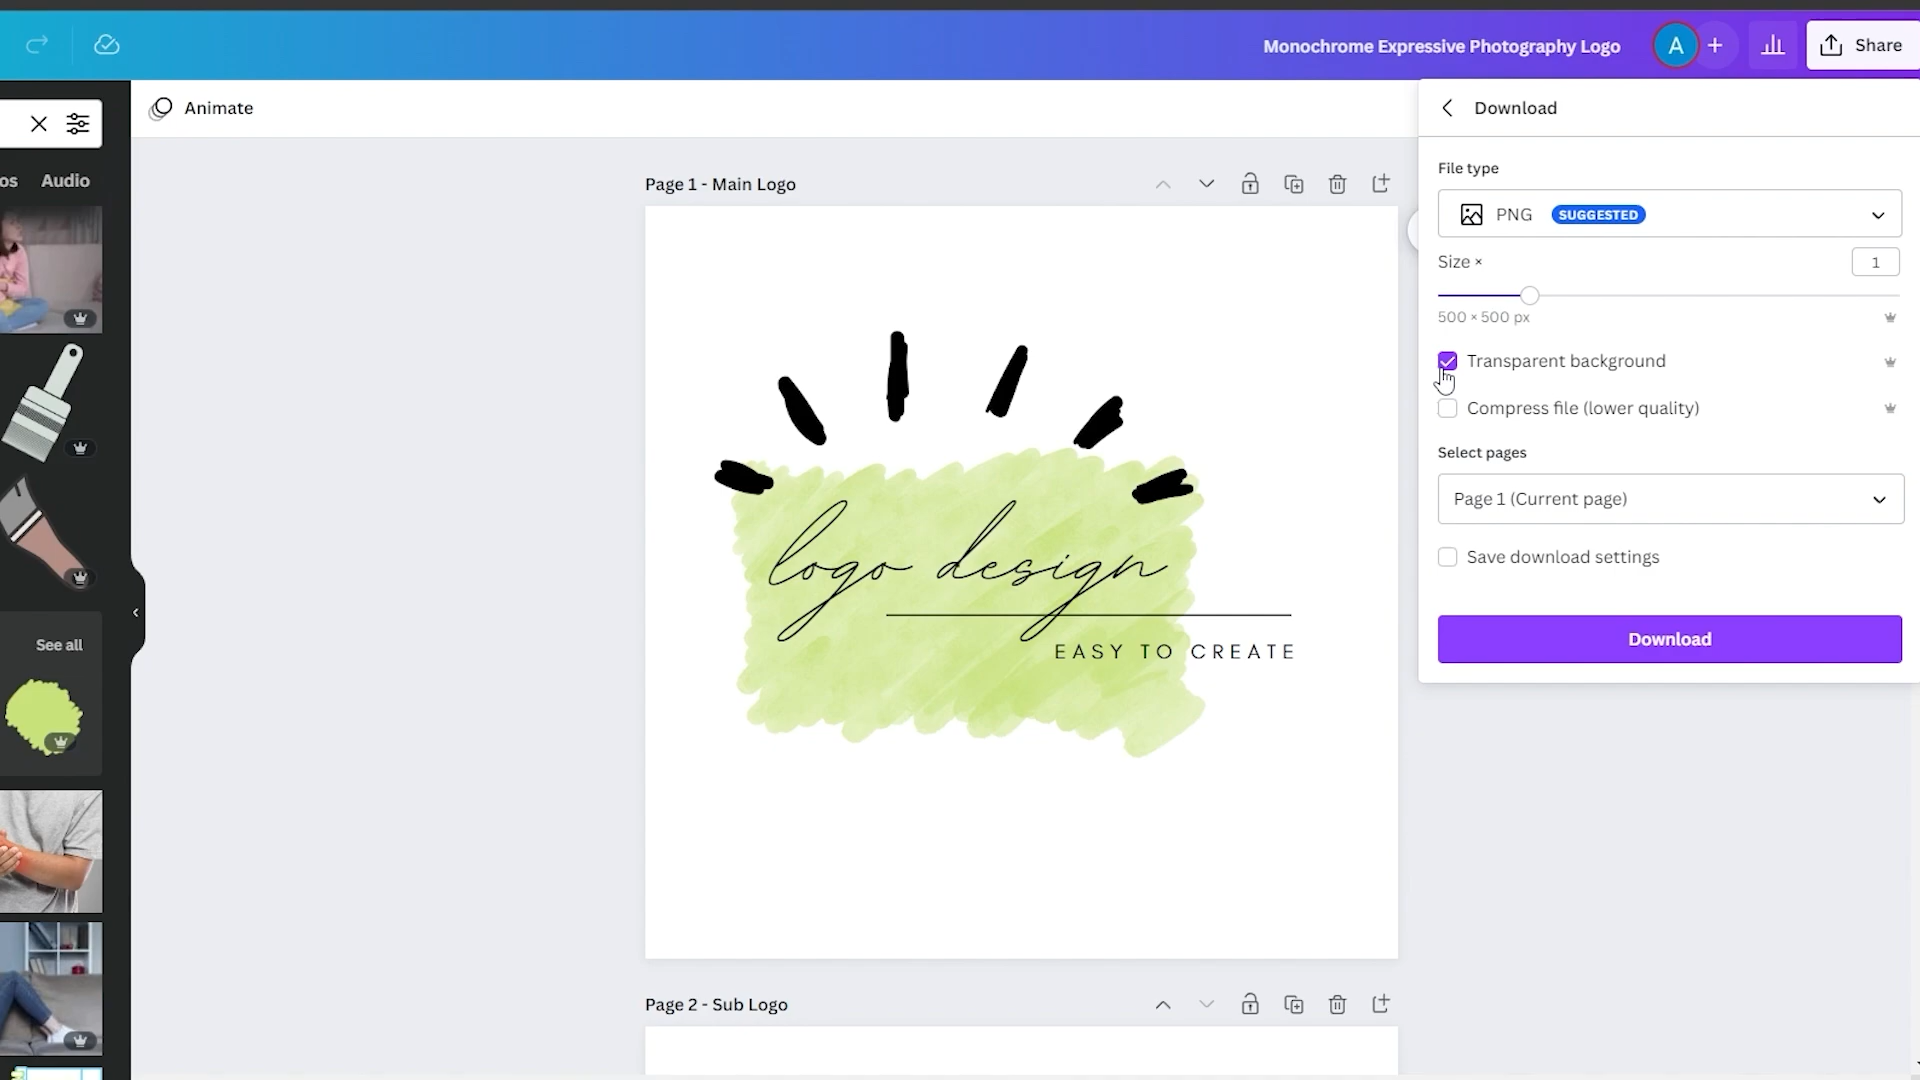 Monochrome Expressive Photography Logo
A
Share
Animate
Download
os
Audio
Page 1 - Main Logo
File type
PNG
SUGGESTED
Size ×
1
500 × 500 px
Transparent background
Compress file (lower quality)
Select pages
Page 1 (Current page)
Save download settings
Download
logo design
EASY TO CREATE
See all
Page 2 - Sub Logo